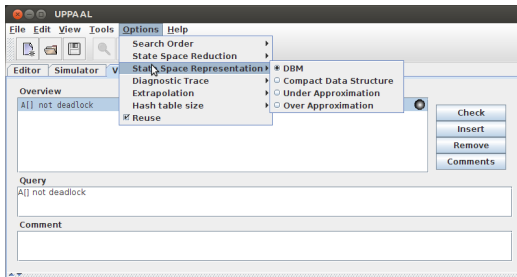 UPPAAL
File Edit View Tools Options Help
Search Order
State Space Reduction
State Space Representation
Diagnostic Trace
Extrapolation
Hash table size
Reuse
DBM
Compact Data Structure
Under Approximation
Over Approximation
Editor Simulator V
Overview
A[] not deadlock
Check
Insert
Remove
Comments
Query
A[] not deadlock
Comment